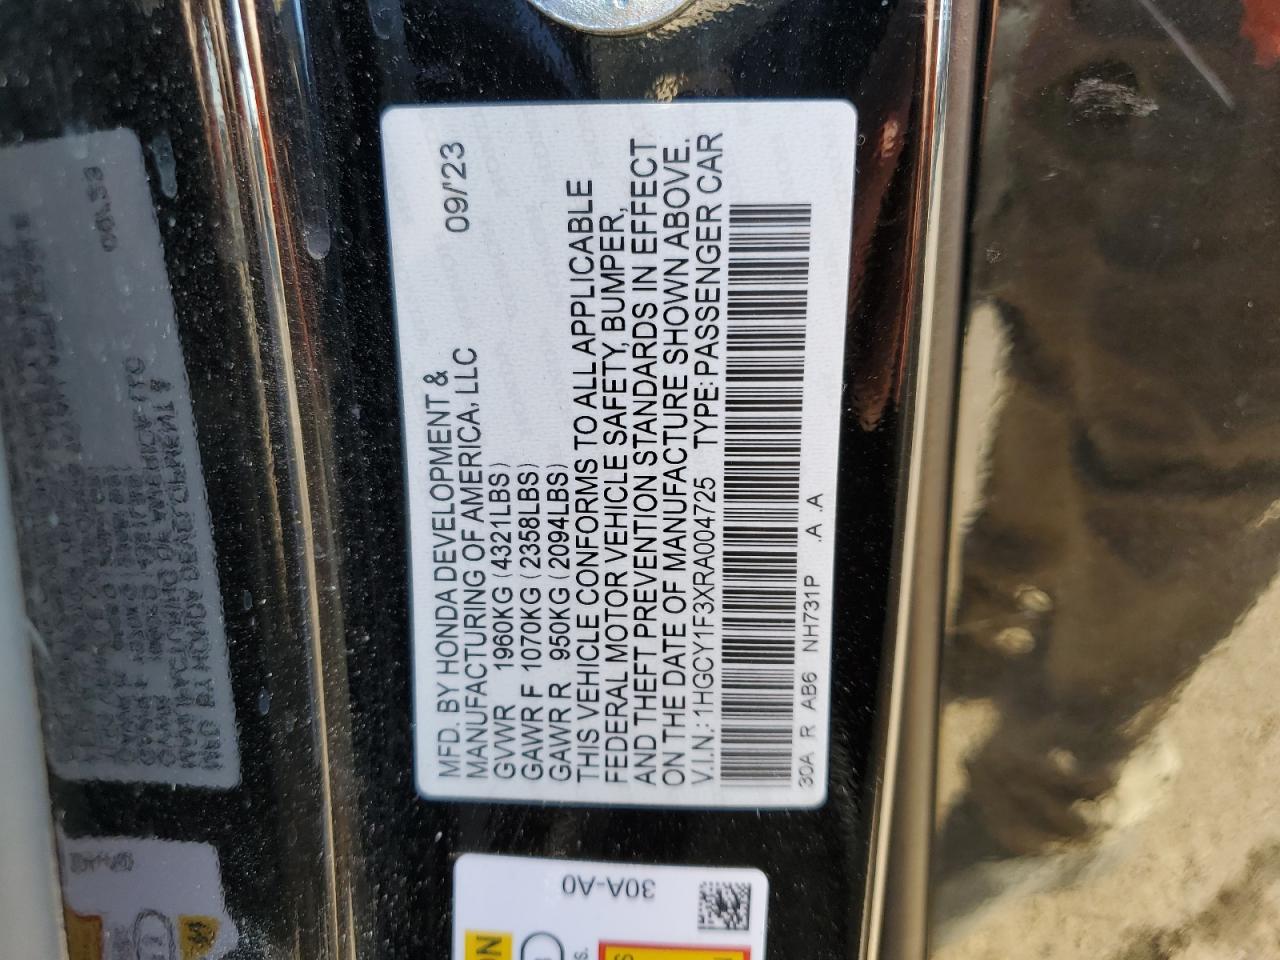 MFD. BY HONDA DEVELOPMENT &
MANUFACTURING OF AMERICA, LLC 09/'23
GVWR 1960KG (4321LBS)
GAWR F 1070KG (2358LBS)
GAWR R 950KG (2094LBS)
THIS VEHICLE CONFORMS TO ALL APPLICABLE
FEDERAL MOTOR VEHICLE SAFETY, BUMPER,
AND THEFT PREVENTION STANDARDS IN EFFECT
ON THE DATE OF MANUFACTURE SHOWN ABOVE.
V.I.N.: 1HGCY1F3XRA004725 TYPE: PASSENGER CAR
30A R AB6 NH731P .A A
30A-A0